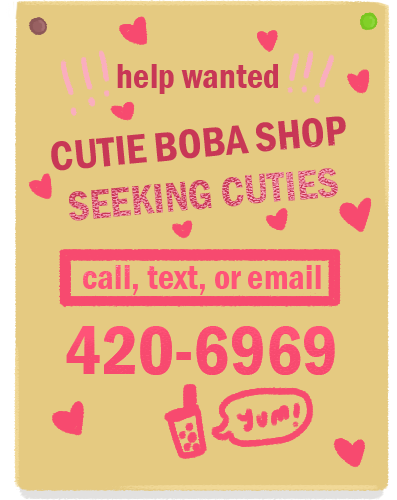 !!! help wanted !!!
CUTIE BOBA SHOP
SEEKING CUTIES
call, text, or email
420-6969
yum!